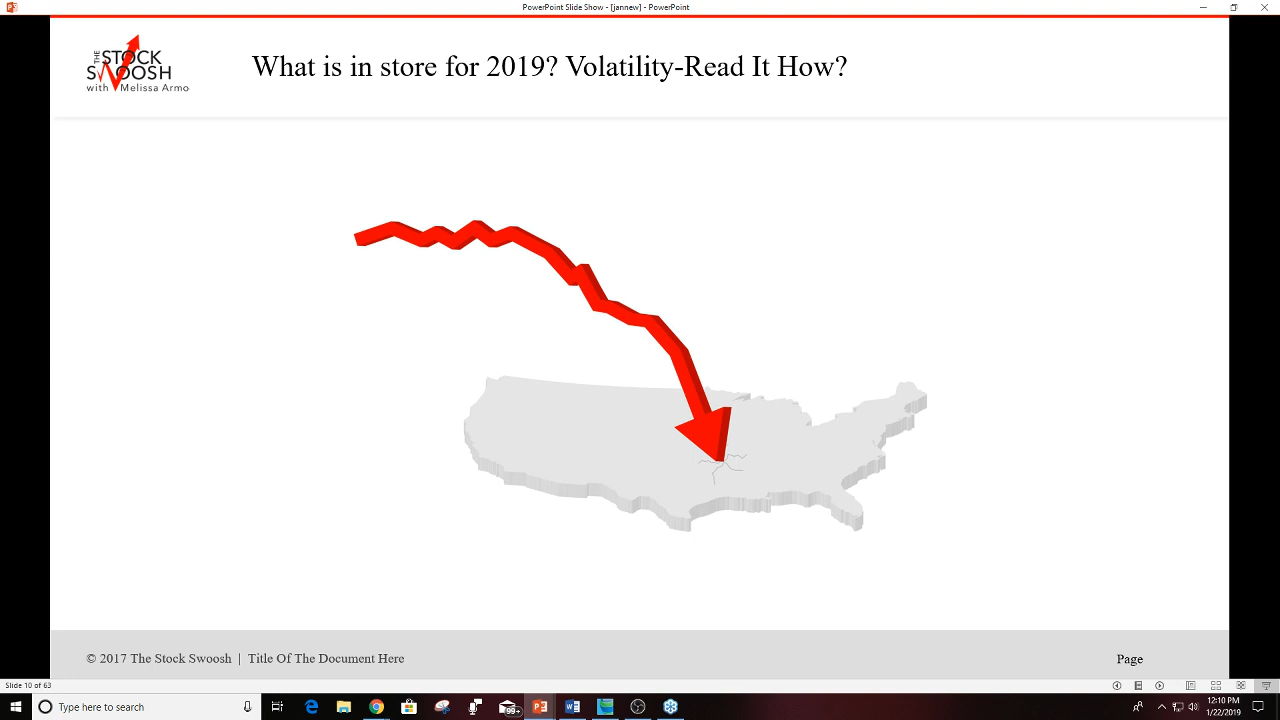 PowerPoint Slide Show - [jannew] - PowerPoint
THE STOCK
SWOOSH
with Melissa Armo
What is in store for 2019? Volatility-Read It How?
© 2017 The Stock Swoosh | Title Of The Document Here
Page
Slide 10 of 63
Type here to search
99+
12:10 PM
1/22/2019